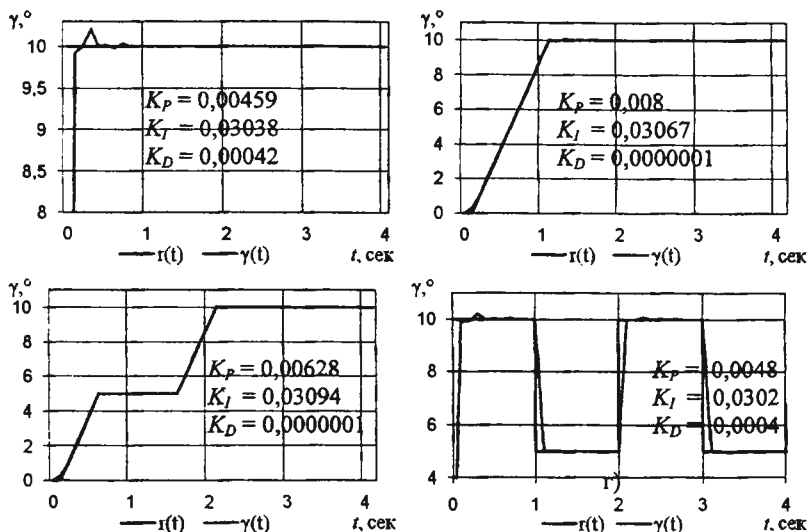 γ,°
10
9,5
9
8,5
8
K_P = 0,00459
K_I = 0,03038
K_D = 0,00042
0 1 2 3 4
r(t) γ(t) t, сек
γ,°
10
8
6
4
2
0
K_P = 0,008
K_I = 0,03067
K_D = 0,0000001
0 1 2 3 4
r(t) γ(t) t, сек
γ,°
10
8
6
4
2
0
K_P = 0,00628
K_I = 0,03094
K_D = 0,0000001
0 1 2 3 4
r(t) γ(t) t, сек
γ,°
10
8
6
4
K_P = 0,0048
K_I = 0,0302
K_D = 0,0004
г)
0 1 2 3 4
r(t) γ(t) t, сек